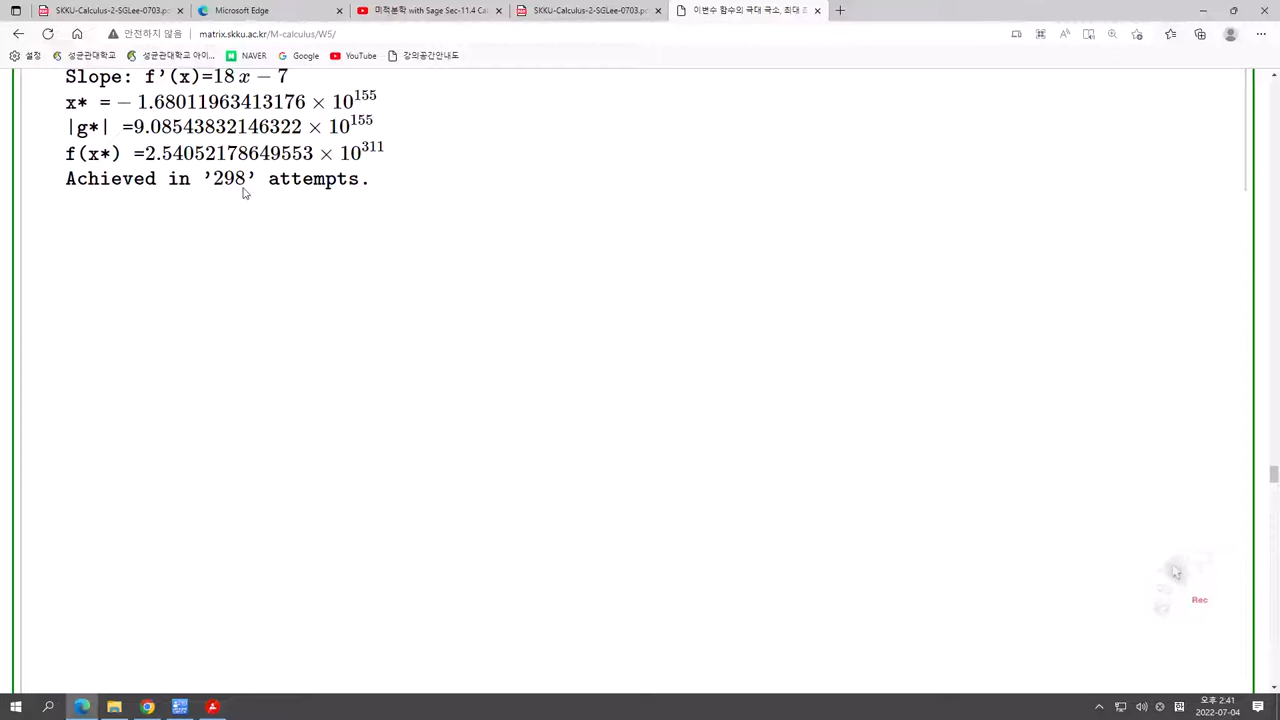 SKKU-Calculus-2-SGLee-0703.p
Microsoft Edge
미적분학 with Sage Sec-11.4 Ca
SKKU-Calculus-2-SGLee-0703.p
이변수 함수의 극대 극소, 최대 최
안전하지 않음
matrix.skku.ac.kr/M-calculus/W5/
설정
성균관대학교
성균관대학교 아이...
NAVER
Google
YouTube
강의공간안내도
Slope: f'(x)=18 x − 7
x* = − 1.68011963413176 × 10^155
|g*| =9.08543832146322 × 10^155
f(x*) =2.54052178649553 × 10^311
Achieved in '298' attempts.
Rec
오후 2:41
2022-07-04